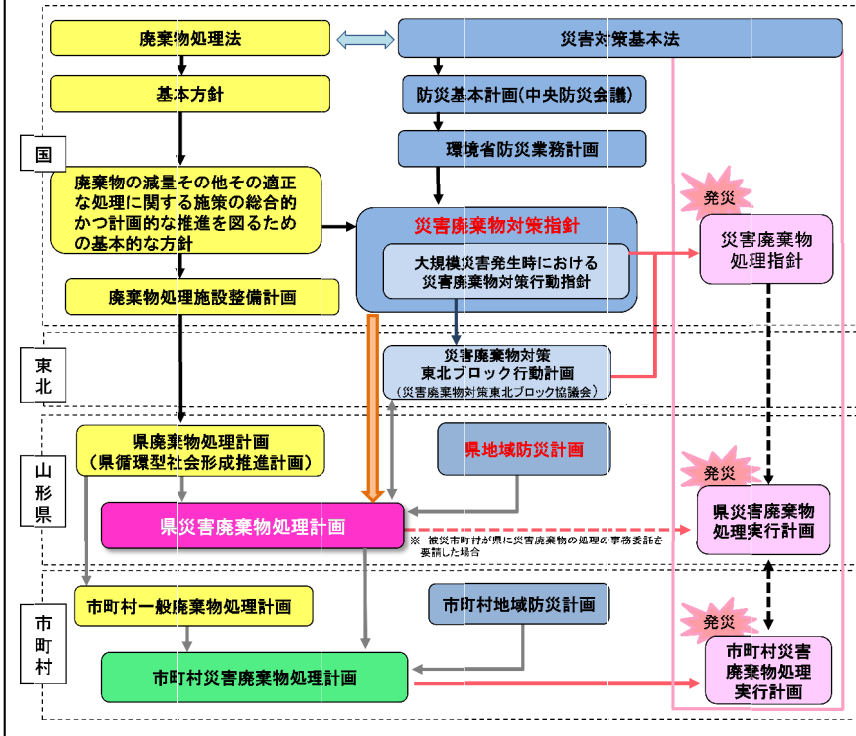 廃棄物処理法
災害対策基本法
基本方針
防災基本計画(中央防災会議)
国
環境省防災業務計画
廃棄物の減量その他その適正
な処理に関する施策の総合的
かつ計画的な推進を図るため
の基本的な方針
災害廃棄物対策指針
大規模災害発生時における
災害廃棄物対策行動指針
発災
災害廃棄物
処理指針
廃棄物処理施設整備計画
東
北
災害廃棄物対策
東北ブロック行動計画
(災害廃棄物対策東北ブロック協議会)
山
形
県
県廃棄物処理計画
(県循環型社会形成推進計画)
県地域防災計画
発災
県災害廃棄物処理計画
※ 被災市町村が県に災害廃棄物の処理の事務委託を
要請した場合
県災害廃棄物
処理実行計画
市
町
村
市町村一般廃棄物処理計画
市町村地域防災計画
発災
市町村災害廃棄物処理計画
市町村災害
廃棄物処理
実行計画